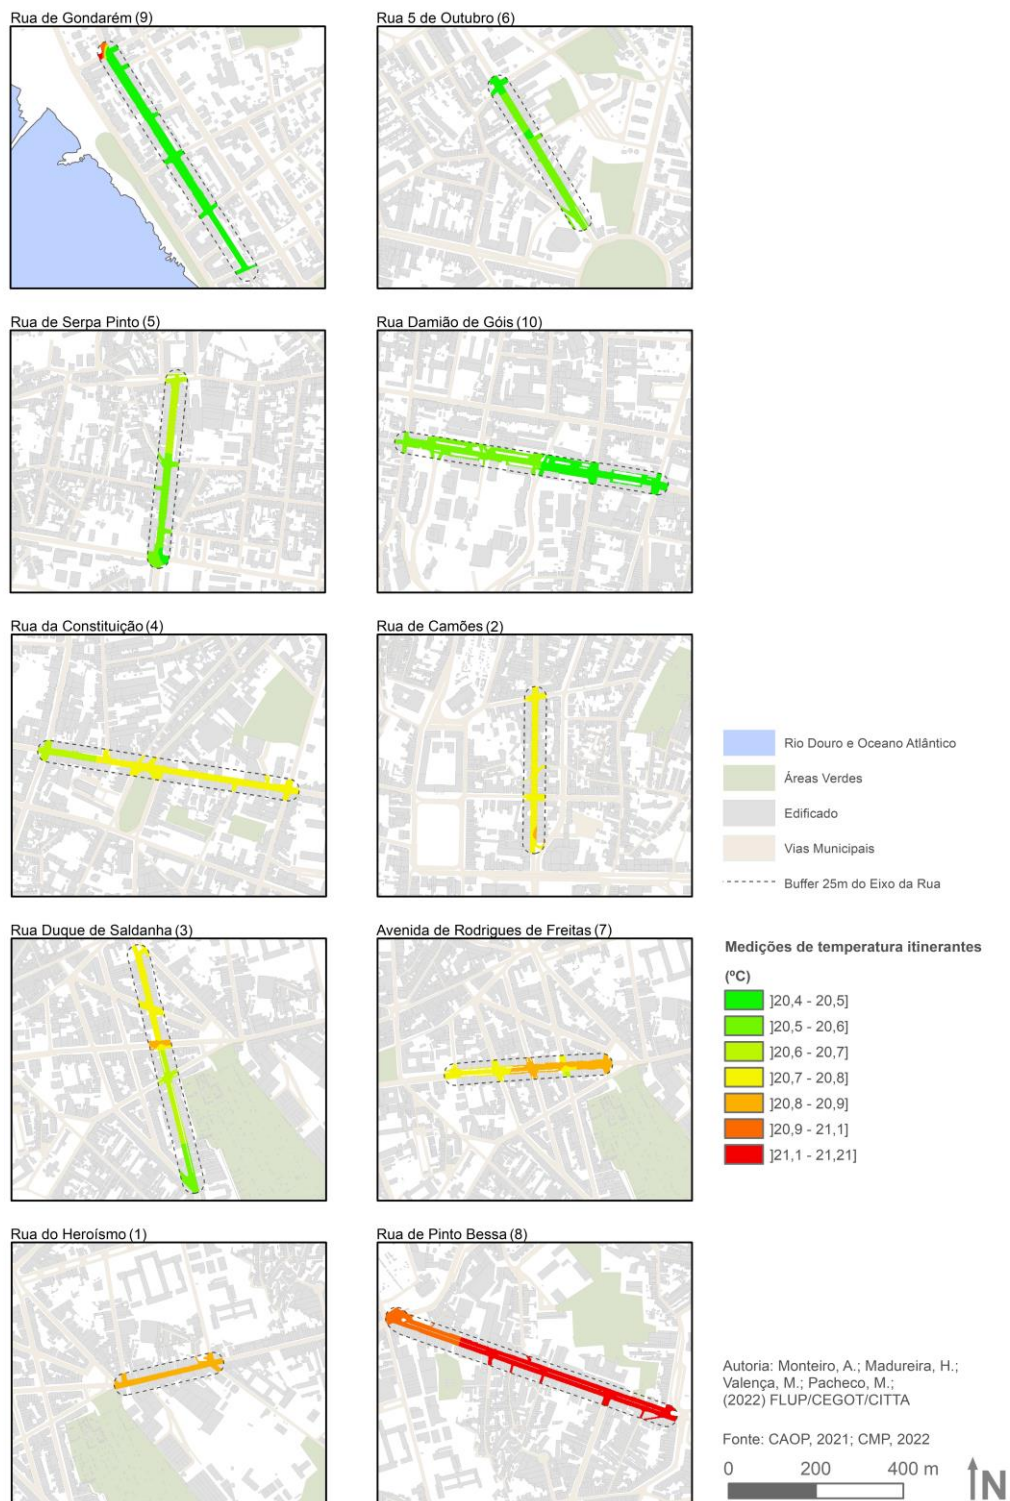 Rua de Gondarém (9)
Rua 5 de Outubro (6)
Rua de Serpa Pinto (5)
Rua Damião de Góis (10)
Rua da Constituição (4)
Rua de Camões (2)
Rio Douro e Oceano Atlântico
Áreas Verdes
Edificado
Vias Municipais
Buffer 25m do Eixo da Rua
Rua Duque de Saldanha (3)
Avenida de Rodrigues de Freitas (7)
Medições de temperatura itinerantes
(ºC)
]20,4 - 20,5]
]20,5 - 20,6]
]20,6 - 20,7]
]20,7 - 20,8]
]20,8 - 20,9]
]20,9 - 21,1]
]21,1 - 21,21]
Rua do Heroísmo (1)
Rua de Pinto Bessa (8)
Autoria: Monteiro, A.; Madureira, H.;
Valença, M.; Pacheco, M.;
(2022) FLUP/CEGOT/CITTA
Fonte: CAOP, 2021; CMP, 2022
0 200 400 m
N